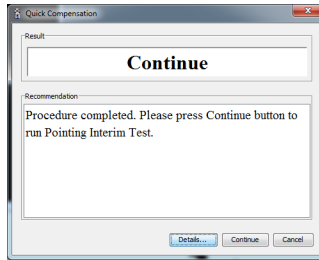 Quick Compensation
Result
Continue
Recommendation
Procedure completed. Please press Continue button to
run Pointing Interim Test.
Details... Continue Cancel